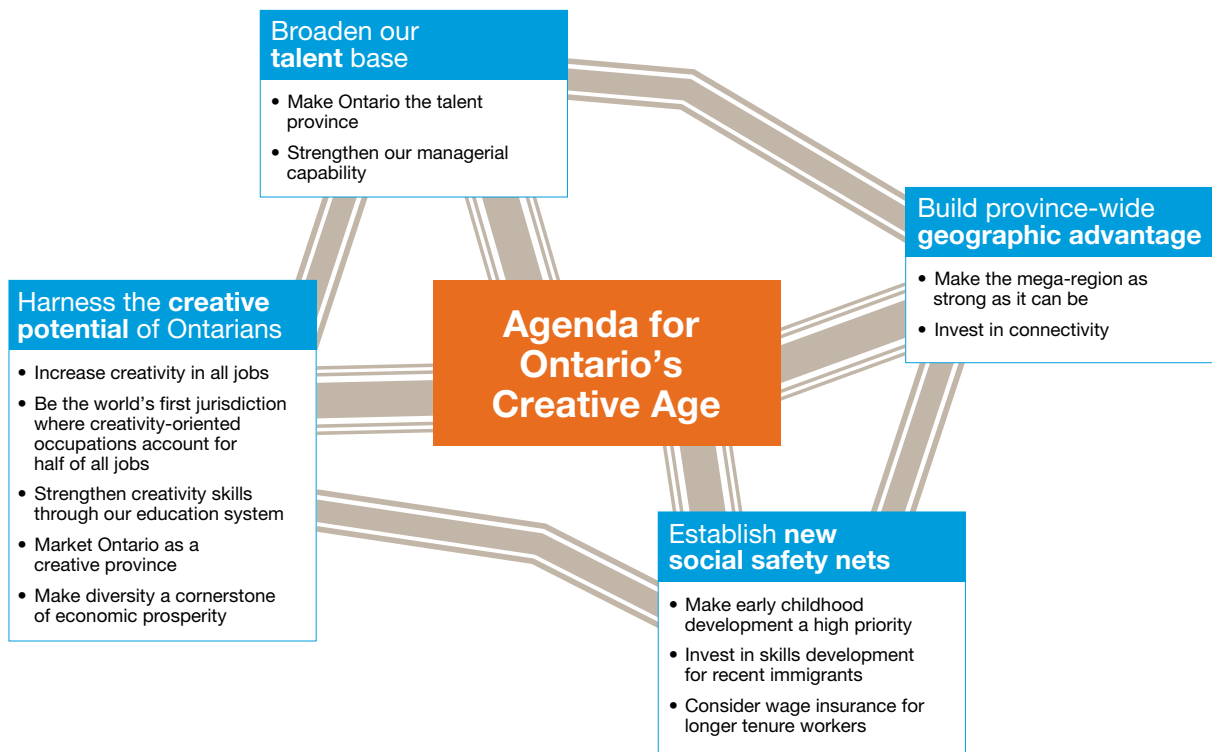 Broaden our
talent base
• Make Ontario the talent
province
• Strengthen our managerial
capability
Build province-wide
geographic advantage
• Make the mega-region as
strong as it can be
• Invest in connectivity
Harness the creative
potential of Ontarians
• Increase creativity in all jobs
• Be the world's first jurisdiction
where creativity-oriented
occupations account for
half of all jobs
• Strengthen creativity skills
through our education system
• Market Ontario as a
creative province
• Make diversity a cornerstone
of economic prosperity
Agenda for
Ontario's
Creative Age
Establish new
social safety nets
• Make early childhood
development a high priority
• Invest in skills development
for recent immigrants
• Consider wage insurance for
longer tenure workers